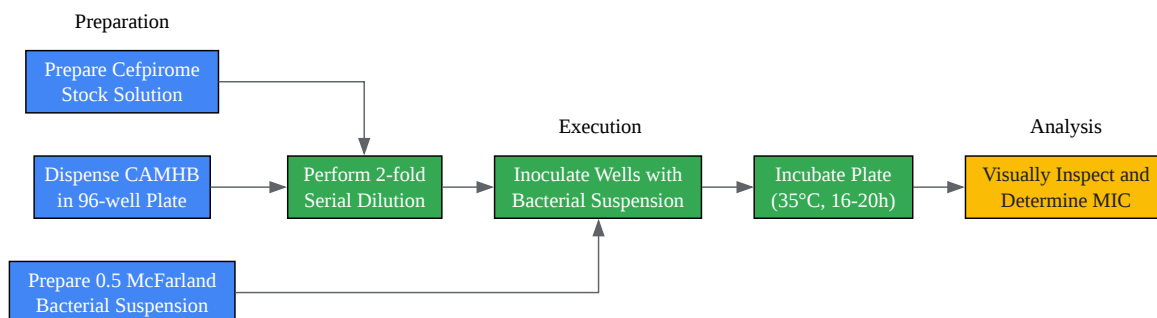 Preparation
Prepare Cefpirome
Stock Solution
Execution
Analysis
Dispense CAMHB
in 96-well Plate
Perform 2-fold
Serial Dilution
Inoculate Wells with
Bacterial Suspension
Incubate Plate
(35°C, 16-20h)
Visually Inspect and
Determine MIC
Prepare 0.5 McFarland
Bacterial Suspension